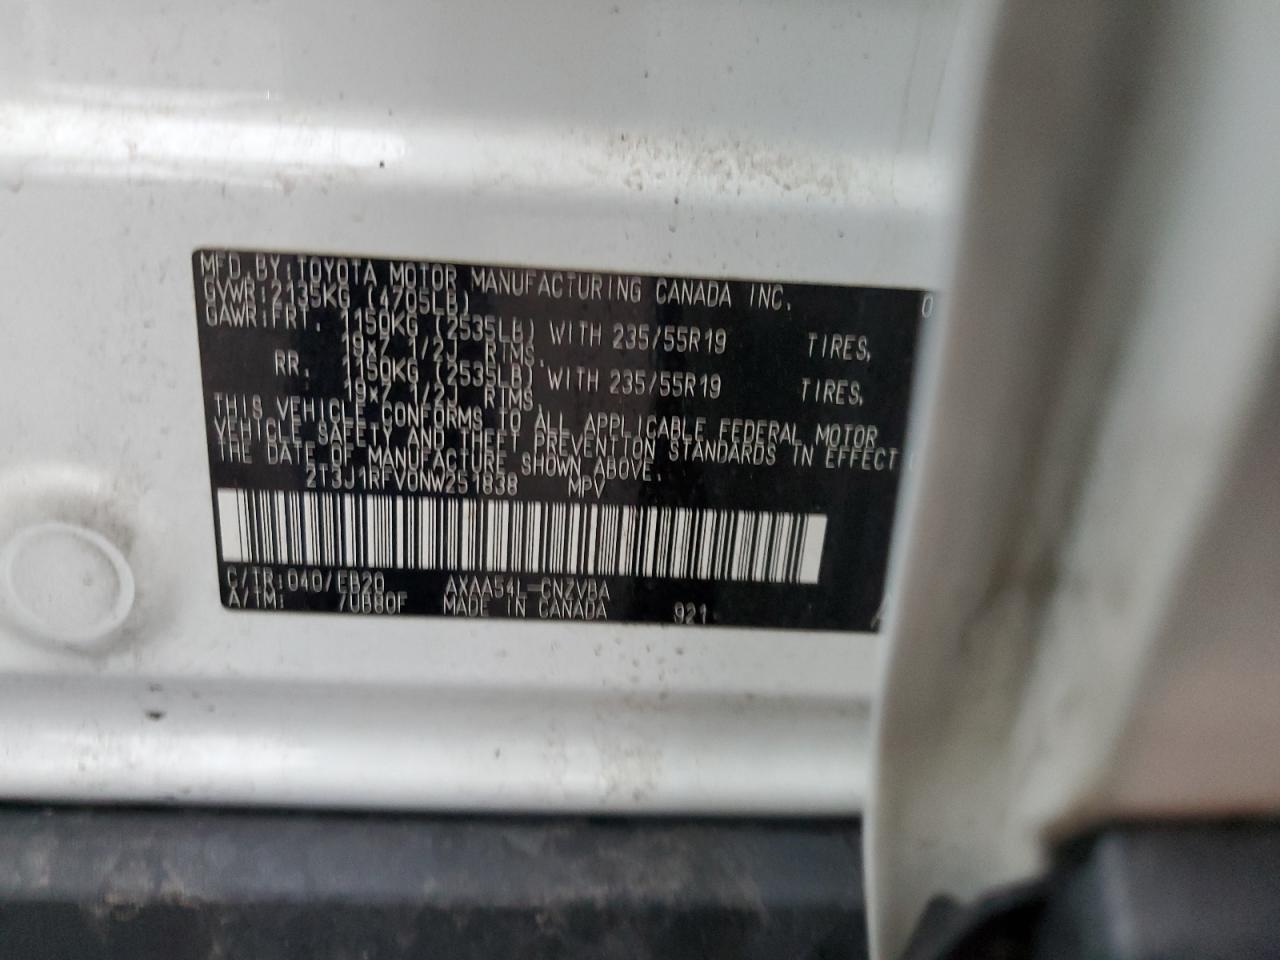 MFD.BY:TOYOTA MOTOR MANUFACTURING CANADA INC. 0
GVWR:2135KG (4705LB)
GAWR:FRT. 1150KG (2535LB) WITH 235/55R19 TIRES,
19x7 1/2J RIMS,
RR. 1150KG (2535LB) WITH 235/55R19 TIRES,
19x7 1/2J RIMS.
THIS VEHICLE CONFORMS TO ALL APPLICABLE FEDERAL MOTOR
VEHICLE SAFETY AND THEFT PREVENTION STANDARDS IN EFFECT
THE DATE OF MANUFACTURE SHOWN ABOVE.
2T3J1RFV0NW251838 MPV
C/TR:040/EB20 AXAA54L-CNZVBA
A/TM: /UB80F MADE IN CANADA 921